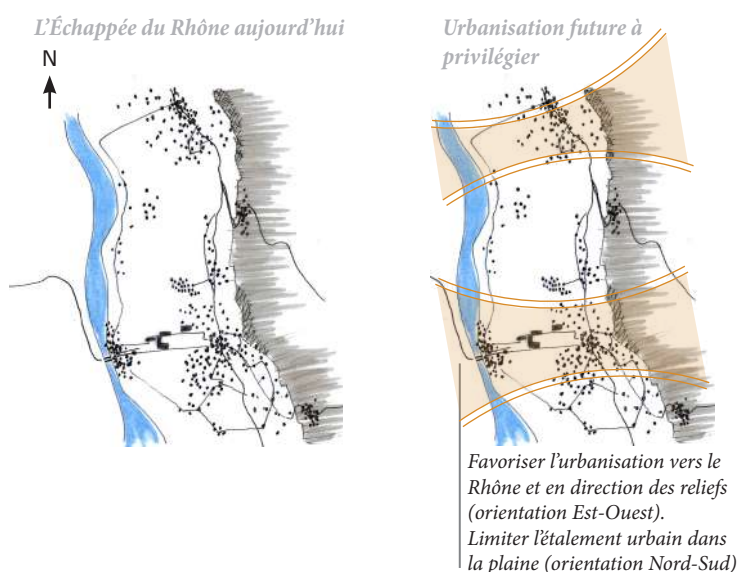 L’Échappée du Rhône aujourd’hui
N
Urbanisation future à
privilégier
Favoriser l’urbanisation vers le
Rhône et en direction des reliefs
(orientation Est-Ouest).
Limiter l’étalement urbain dans
la plaine (orientation Nord-Sud)